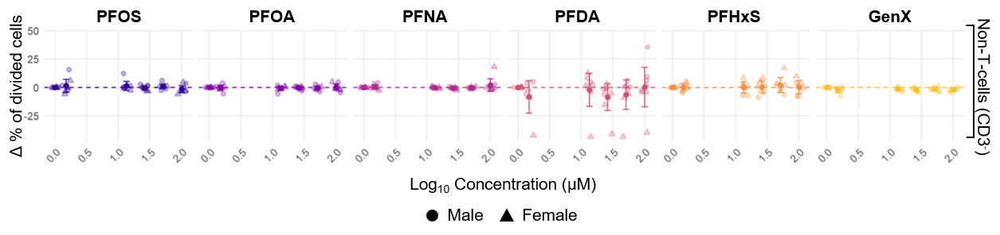 PFOS PFOA PFNA PFDA PFHxS GenX
Δ % of divided cells
50
25
0
-25
Non-T-cells (CD3-)
0.0 0.5 1.0 1.5 2.0 0.0 0.5 1.0 1.5 2.0 0.0 0.5 1.0 1.5 2.0 0.0 0.5 1.0 1.5 2.0 0.0 0.5 1.0 1.5 2.0 0.0 0.5 1.0 1.5 2.0
Log10 Concentration (µM)
Male Female